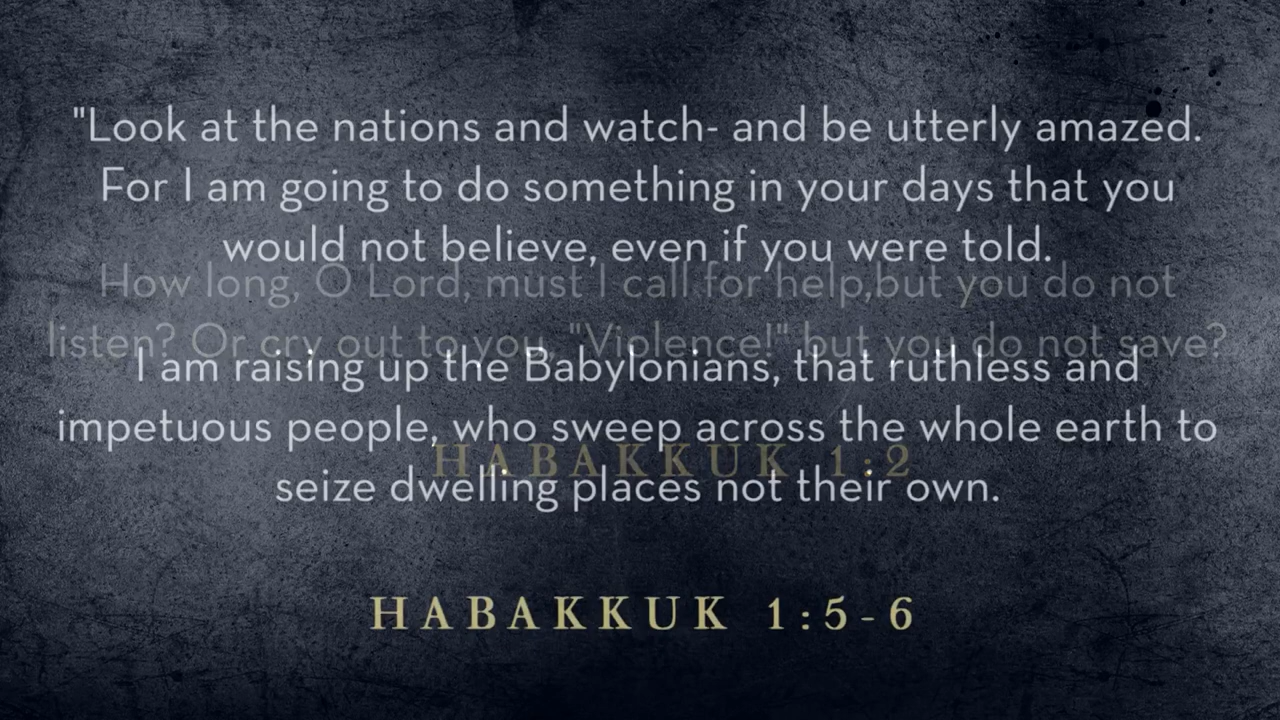 "Look at the nations and watch- and be utterly amazed.
For I am going to do something in your days that you
would not believe, even if you were told.
How long, O Lord, must I call for help,but you do not
listen? Or cry out to you, "Violence!" but you do not save?
I am raising up the Babylonians, that ruthless and
impetuous people, who sweep across the whole earth to
HABAKKUK 1:2
seize dwelling places not their own.
HABAKKUK 1:5-6